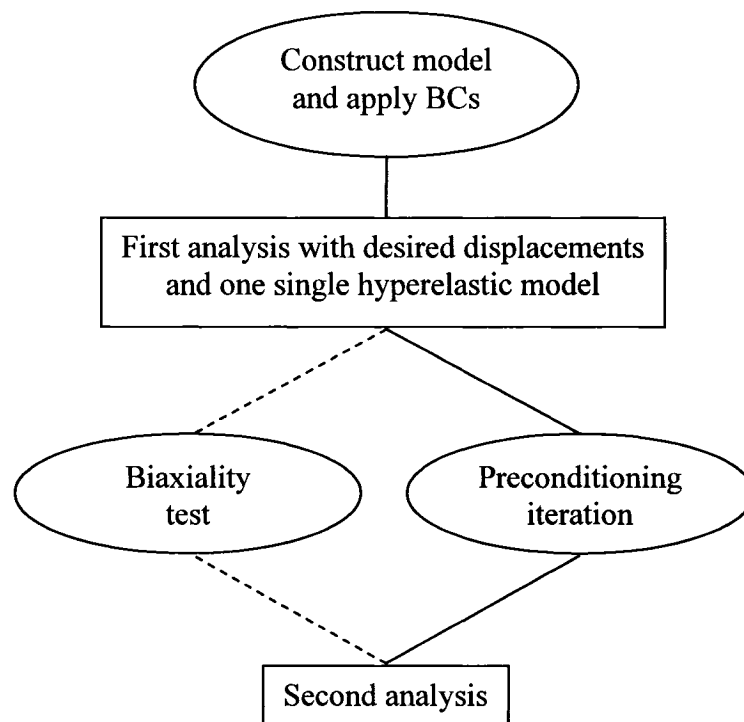 Construct model
and apply BCs
First analysis with desired displacements
and one single hyperelastic model
Biaxiality
test
Preconditioning
iteration
Second analysis